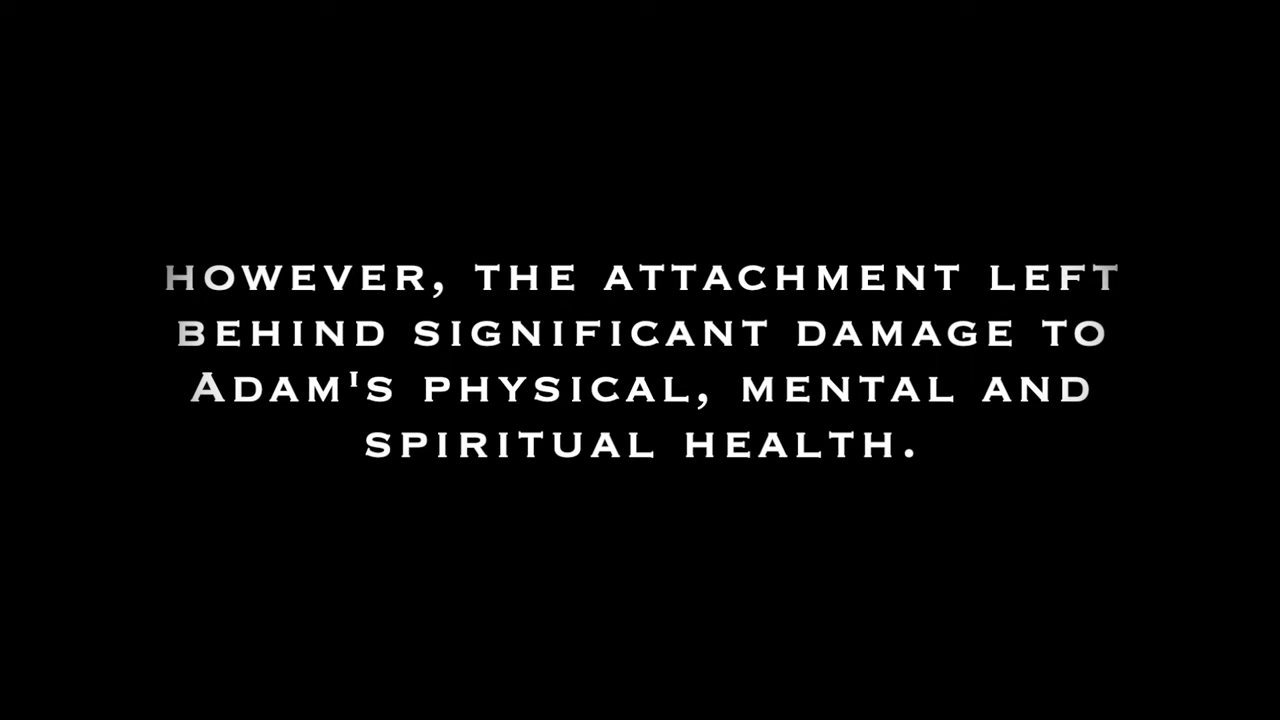 HOWEVER, THE ATTACHMENT LEFT
BEHIND SIGNIFICANT DAMAGE TO
ADAM'S PHYSICAL, MENTAL AND
SPIRITUAL HEALTH.